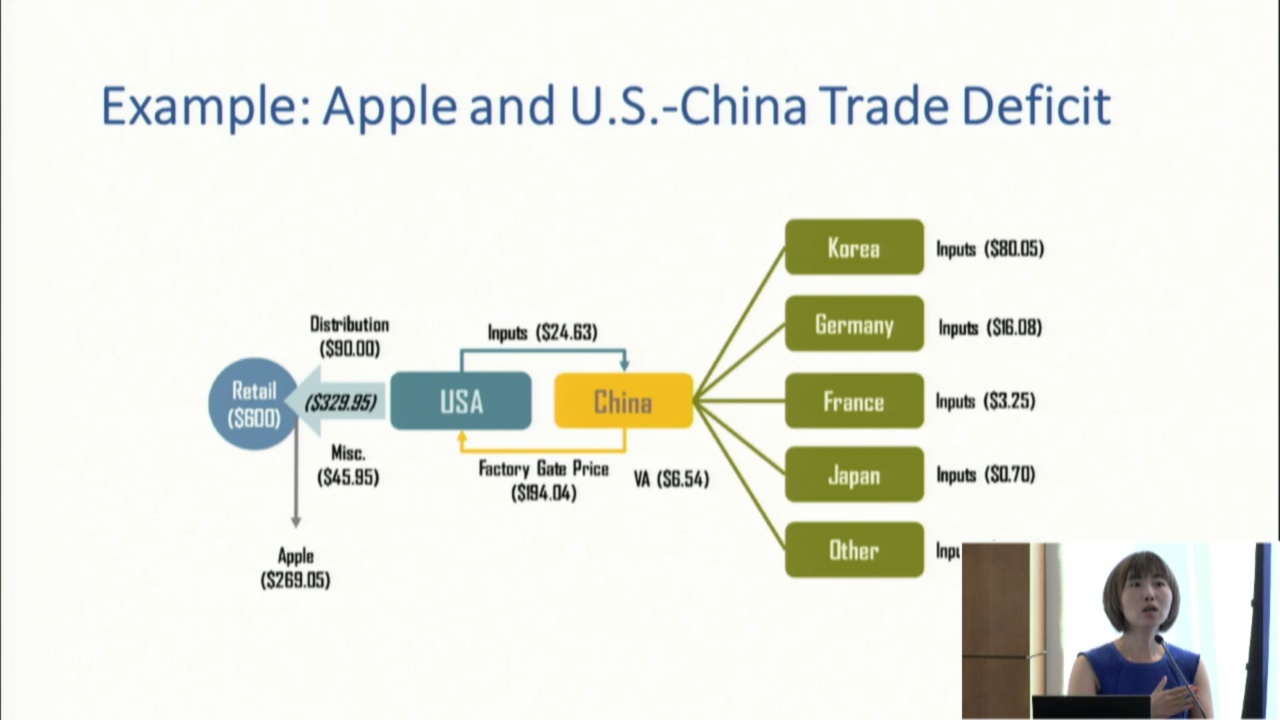 Example: Apple and U.S.-China Trade Deficit
Korea
Inputs ($80.05)
Germany
Inputs ($16.08)
Distribution
($90.00)
Inputs ($24.63)
Retail
($600)
($329.95)
USA
China
France
Inputs ($3.25)
Misc.
($45.95)
Factory Gate Price
($194.04)
VA ($6.54)
Japan
Inputs ($0.70)
Other
Apple
($269.05)